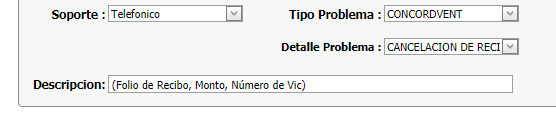 Soporte : Telefonico Tipo Problema : CONCORDVENT
Detalle Problema : CANCELACION DE RECI
Descripcion: (Folio de Recibo, Monto, Número de Vic)